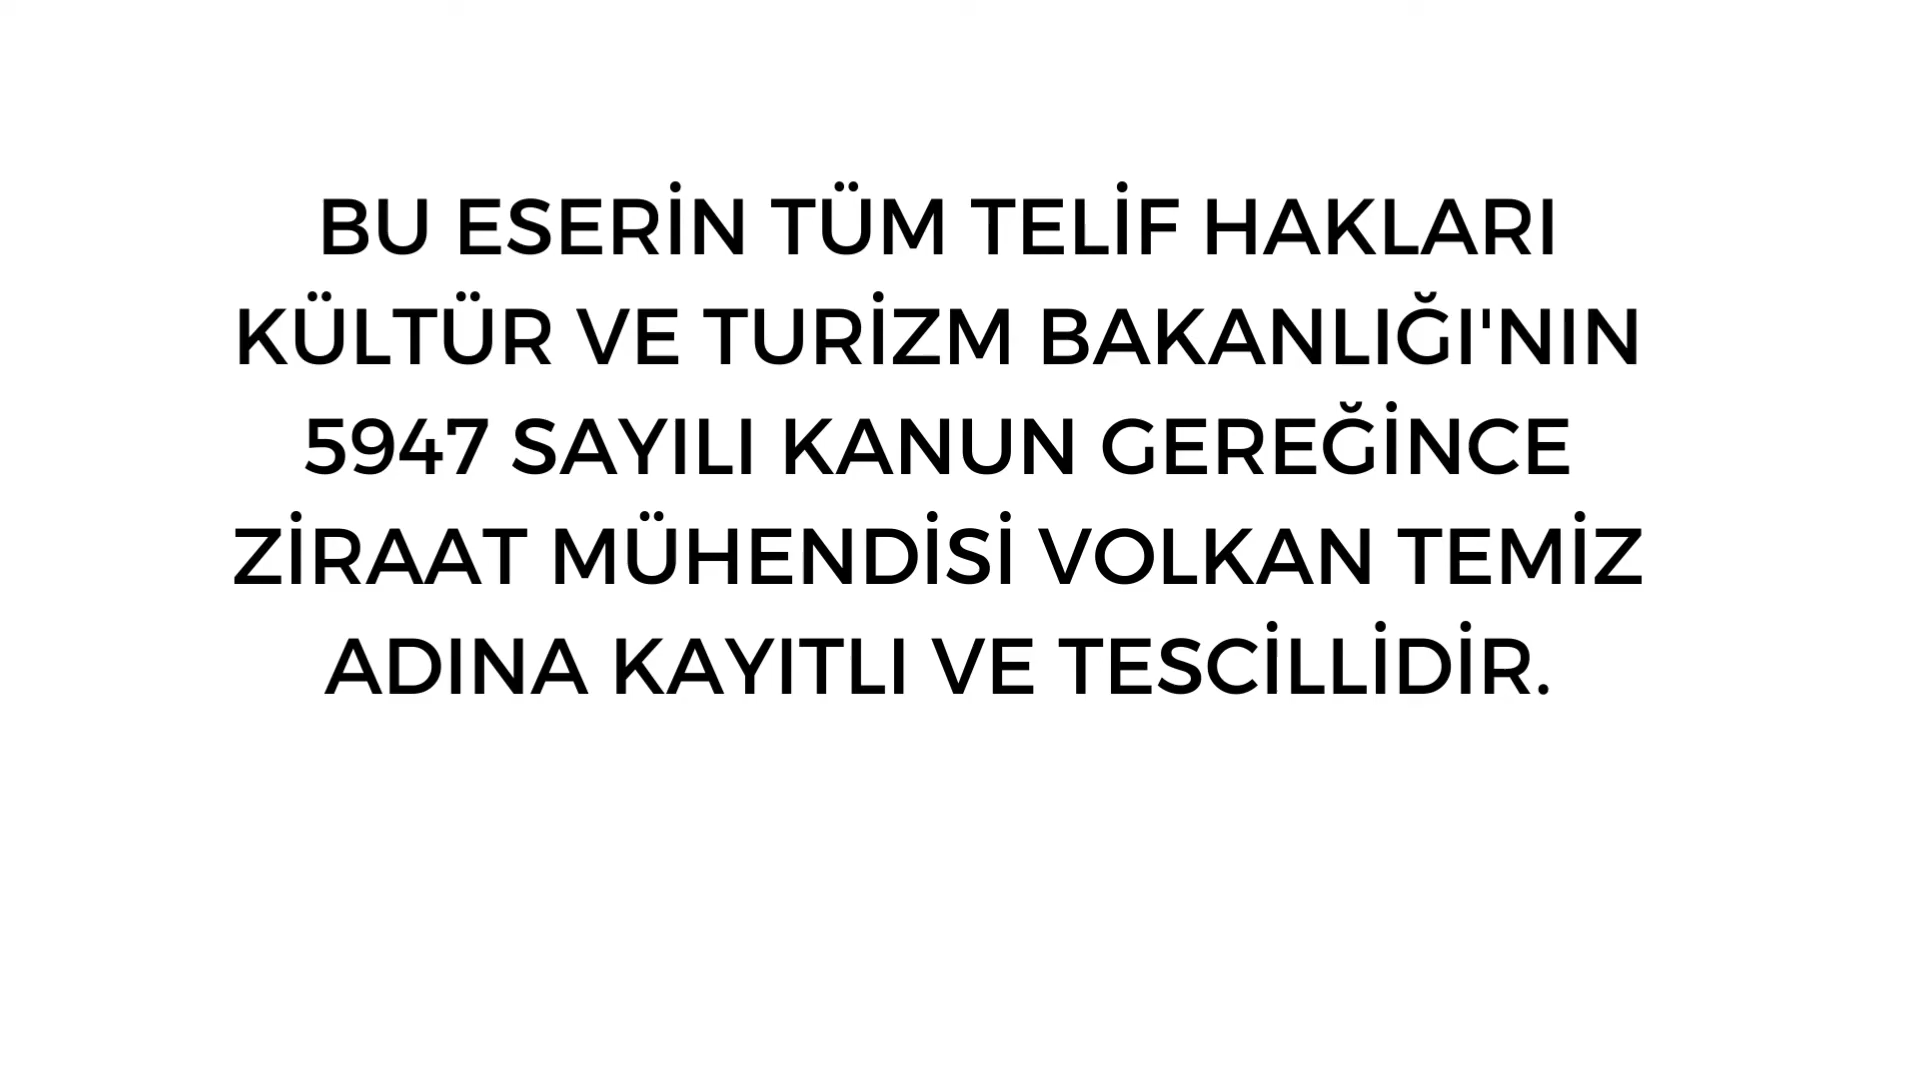 BU ESERİN TÜM TELİF HAKLARI
KÜLTÜR VE TURİZM BAKANLIĞI'NIN
5947 SAYILI KANUN GEREĞİNCE
ZİRAAT MÜHENDİSİ VOLKAN TEMİZ
ADINA KAYITLI VE TESCİLLİDİR.